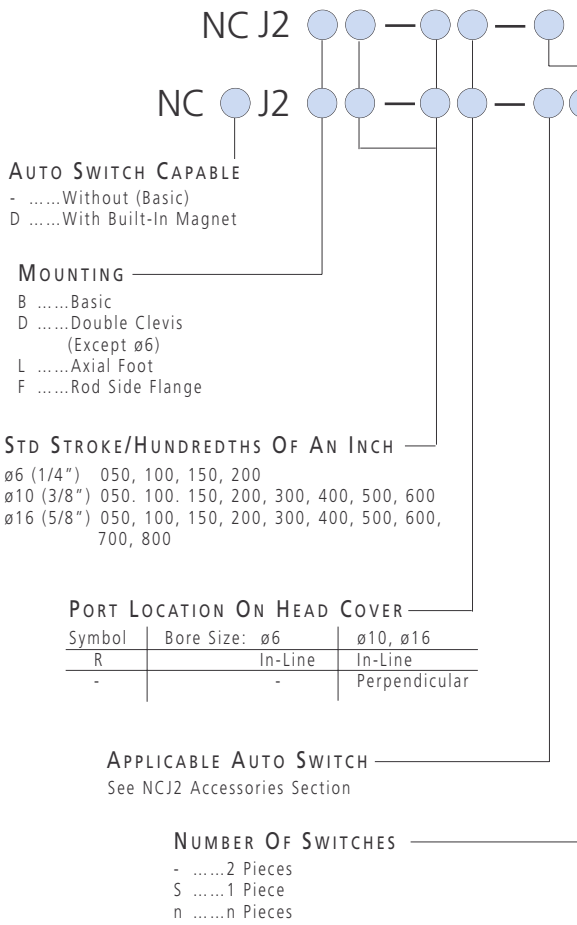 NC J2 — —
NC J2 — —
AUTO SWITCH CAPABLE
- ......Without (Basic)
D ......With Built-In Magnet
MOUNTING
B ......Basic
D ......Double Clevis
(Except ø6)
L ......Axial Foot
F ......Rod Side Flange
STD STROKE/HUNDREDTHS OF AN INCH
ø6 (1/4") 050, 100, 150, 200
ø10 (3/8") 050. 100. 150, 200, 300, 400, 500, 600
ø16 (5/8") 050, 100, 150, 200, 300, 400, 500, 600,
700, 800
PORT LOCATION ON HEAD COVER
Symbol Bore Size: ø6 ø10, ø16
R In-Line In-Line
- - Perpendicular
APPLICABLE AUTO SWITCH
See NCJ2 Accessories Section
NUMBER OF SWITCHES
- ......2 Pieces
S ......1 Piece
n ......n Pieces